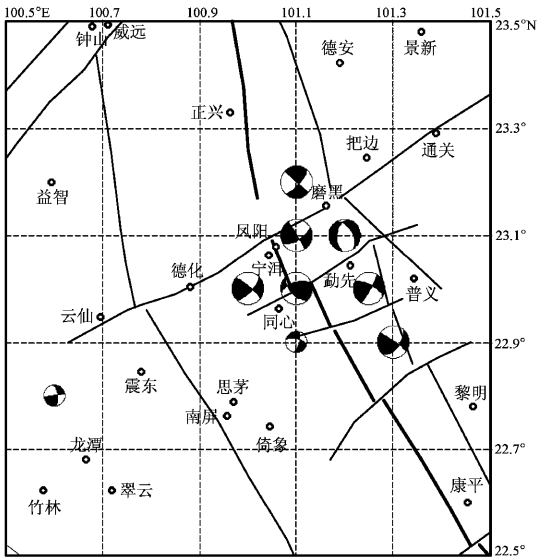 100.5°E 100.7 100.9 101.1 101.3 101.5
23.5°N
钟山 威远
德安 景新
正兴
23.3
把边 通关
益智
磨黑
凤阳
23.1
宁洱
德化 勐先 普义
云仙 同心
22.9
震东 思茅 黎明
南屏
倚象
22.7
龙潭
康平
竹林 翠云
22.5°